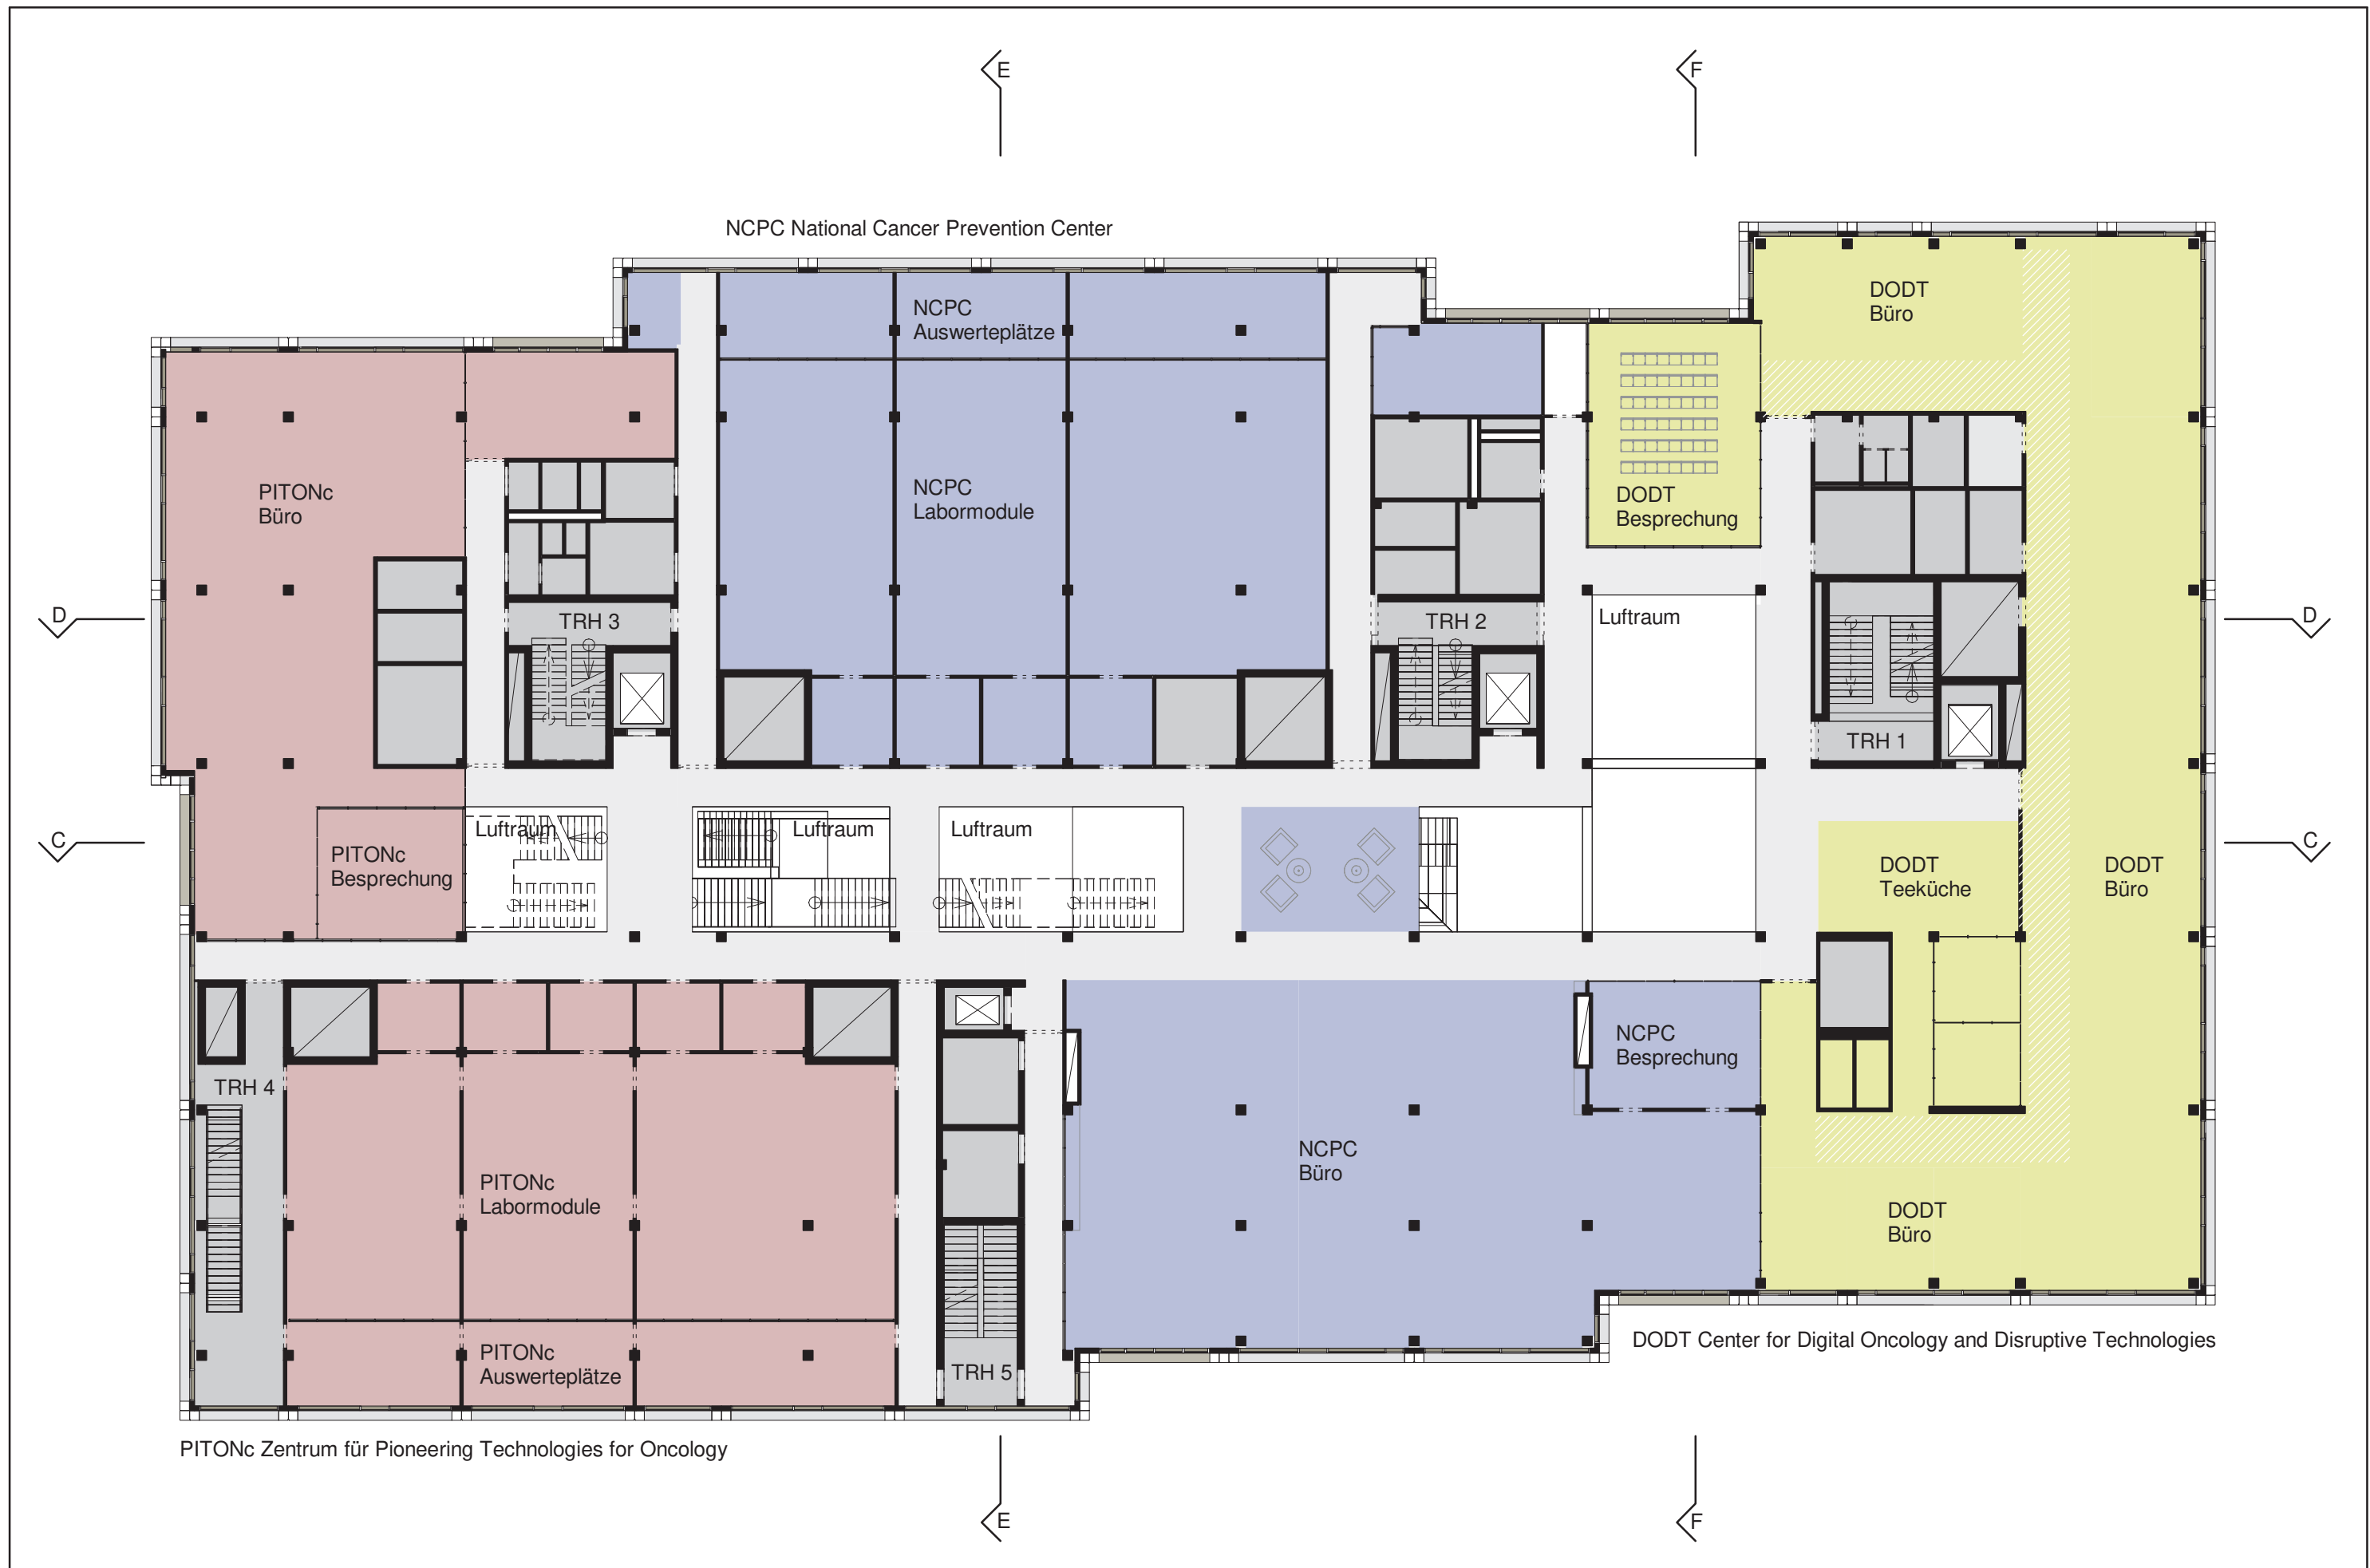 E
F
NCPC National Cancer Prevention Center
DODT
Büro
NCPC
Auswerteplätze
PITONc
Büro
NCPC
Labormodule
DODT
Besprechung
D
TRH 3
TRH 2
Luftraum
D
TRH 1
C
Luftraum
Luftraum
Luftraum
C
PITONc
Besprechung
DODT
Teeküche
DODT
Büro
NCPC
Besprechung
TRH 4
NCPC
Büro
PITONc
Labormodule
DODT
Büro
PITONc
Auswerteplätze
TRH 5
DODT Center for Digital Oncology and Disruptive Technologies
PITONc Zentrum für Pioneering Technologies for Oncology
E
F